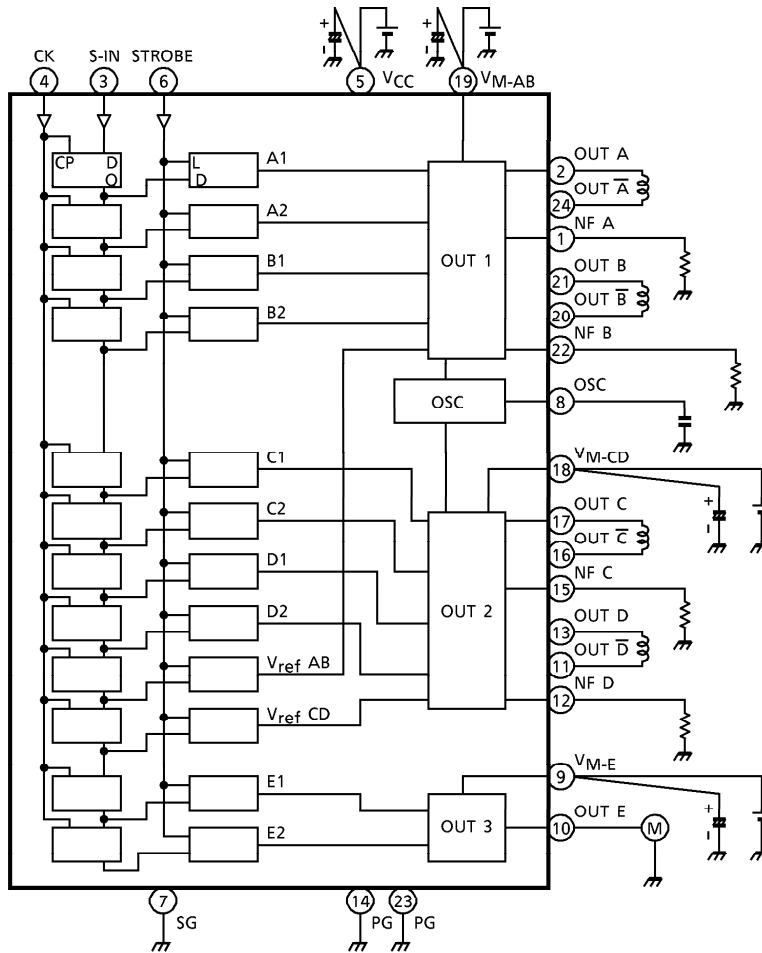 +
-
+
-
CK S-IN STROBE
4 3 6 5 VCC 19 VM-AB
CP D
Q
L
D
A1
2 OUT A
OUT A̅
24
A2
NF A
1
B1
OUT 1
OUT B
21
OUT B̅
20
B2
NF B
22
OSC
OSC
8
C1
VM-CD
18
+
-
C2
OUT C
17
OUT C̅
16
D1
NF C
15
D2
OUT 2
OUT D
13
OUT D̅
11
Vref AB
NF D
12
Vref CD
VM-E
9
E1
+
-
OUT 3
OUT E
10
M
E2
7 SG 14 PG 23 PG